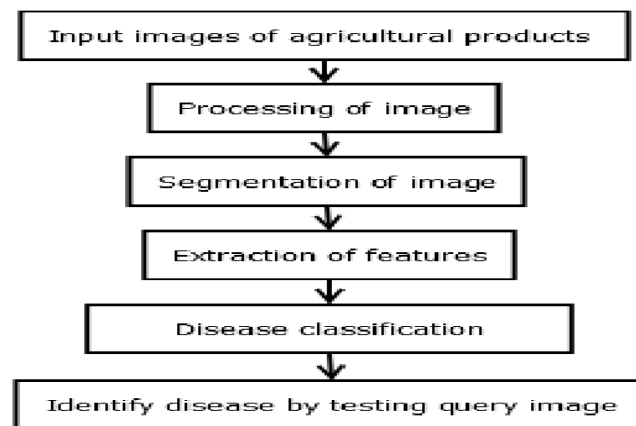 Input images of agricultural products
Processing of image
Segmentation of image
Extraction of features
Disease classification
Identify disease by testing query image